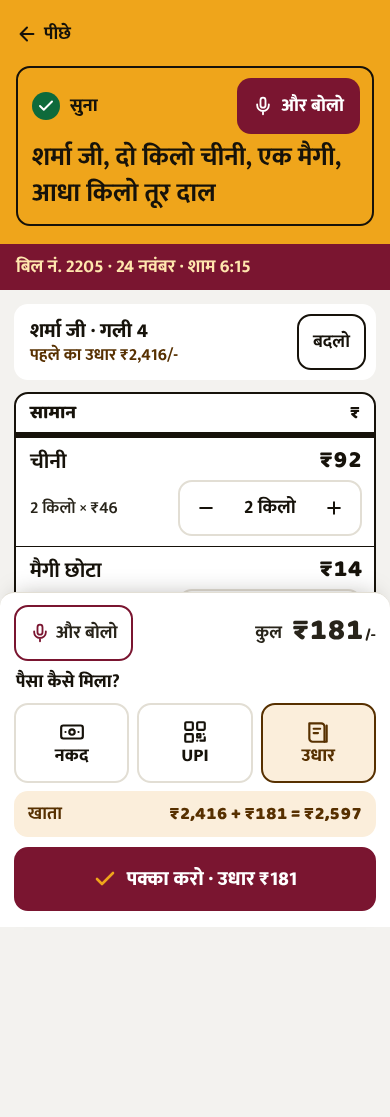 पीछे
सुना
और बोलो
शर्मा जी, दो किलो चीनी, एक मैगी,
आधा किलो तूर दाल
बिल नं. 2205 · 24 नवंबर · शाम 6:15
शर्मा जी · गली 4
पहले का उधार ₹2,416/-
बदलो
सामान ₹
चीनी ₹92
2 किलो × ₹46 − 2 किलो +
मैगी छोटा ₹14
और बोलो
कुल ₹181/-
पैसा कैसे मिला?
नकद UPI उधार
खाता ₹2,416 + ₹181 = ₹2,597
पक्का करो · उधार ₹181